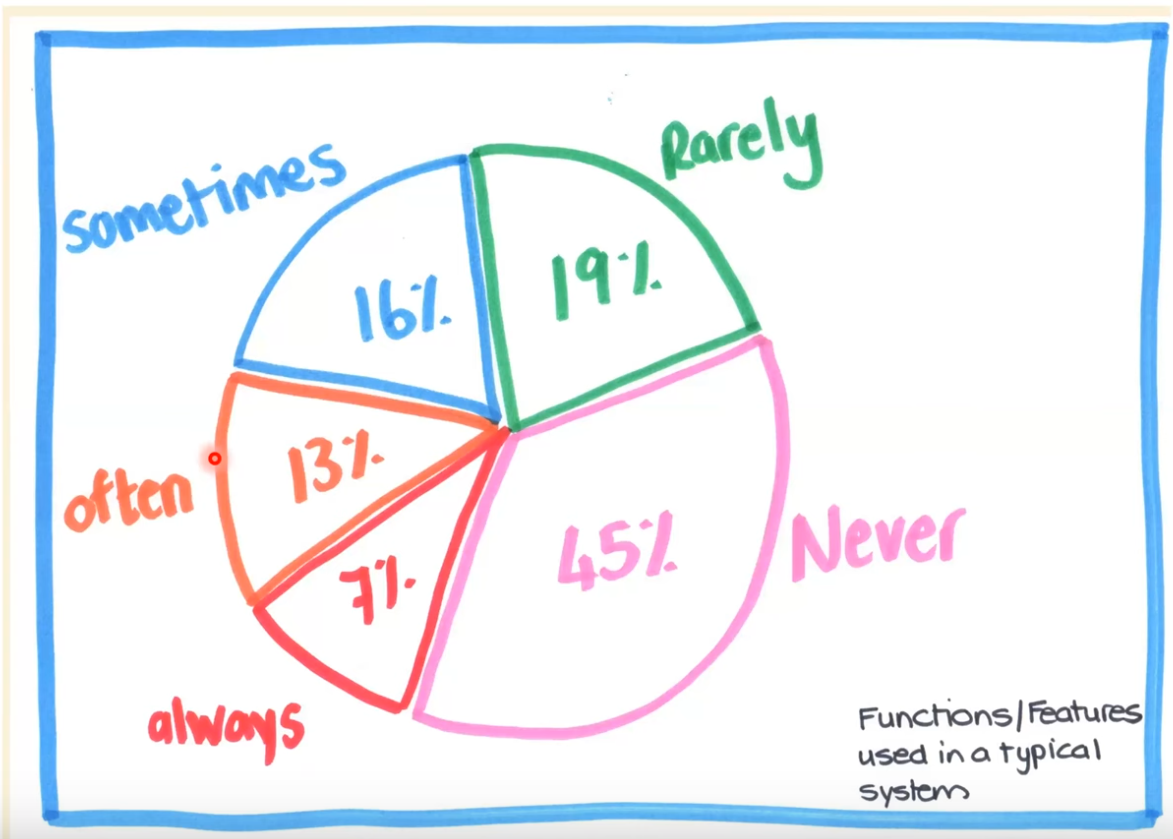 Rarely
sometimes
19%
16%
13%
often
45%
Never
7%
always
Functions/Features
used in a typical
system